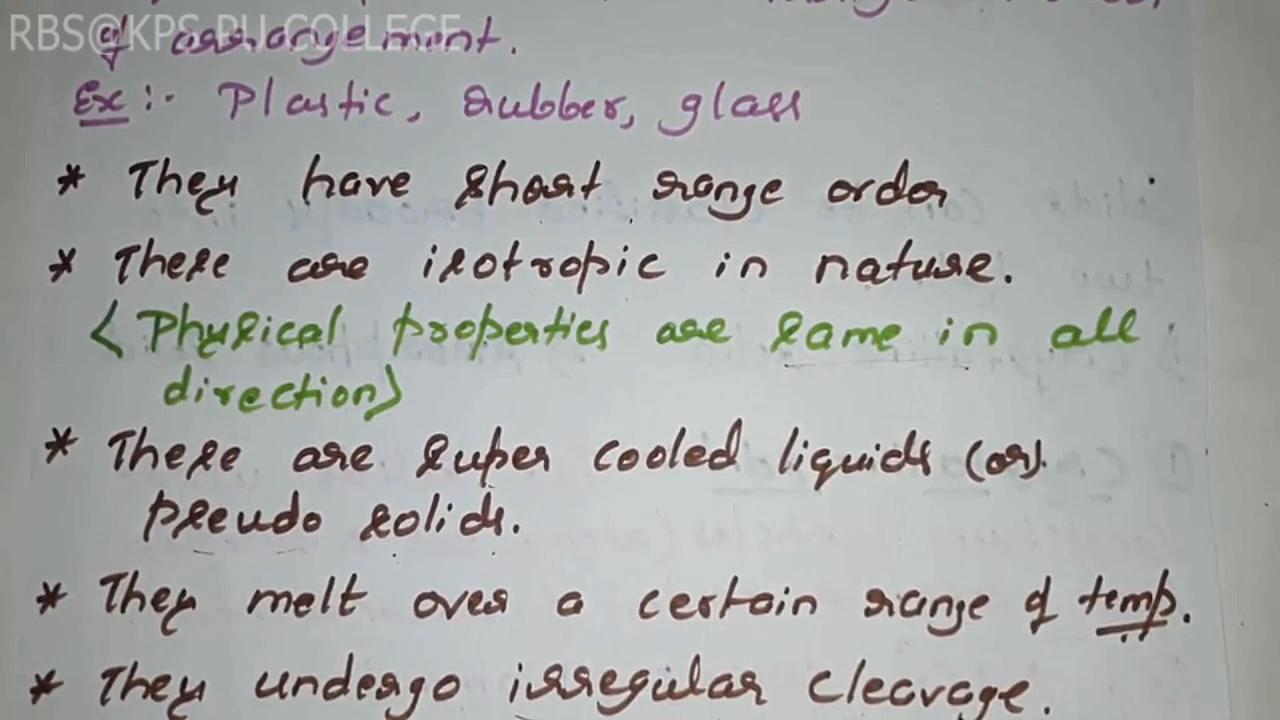 RBS@KPS PU COLLEGE
of arrangement.
Ex :- Plastic, rubber, glass
* They have short range order
* These are isotropic in nature.
<Physical properties are same in all
direction>
* These are super cooled liquids (or)
pseudo solids.
* They melt over a certain range of temp.
* They undergo irregular cleavage.